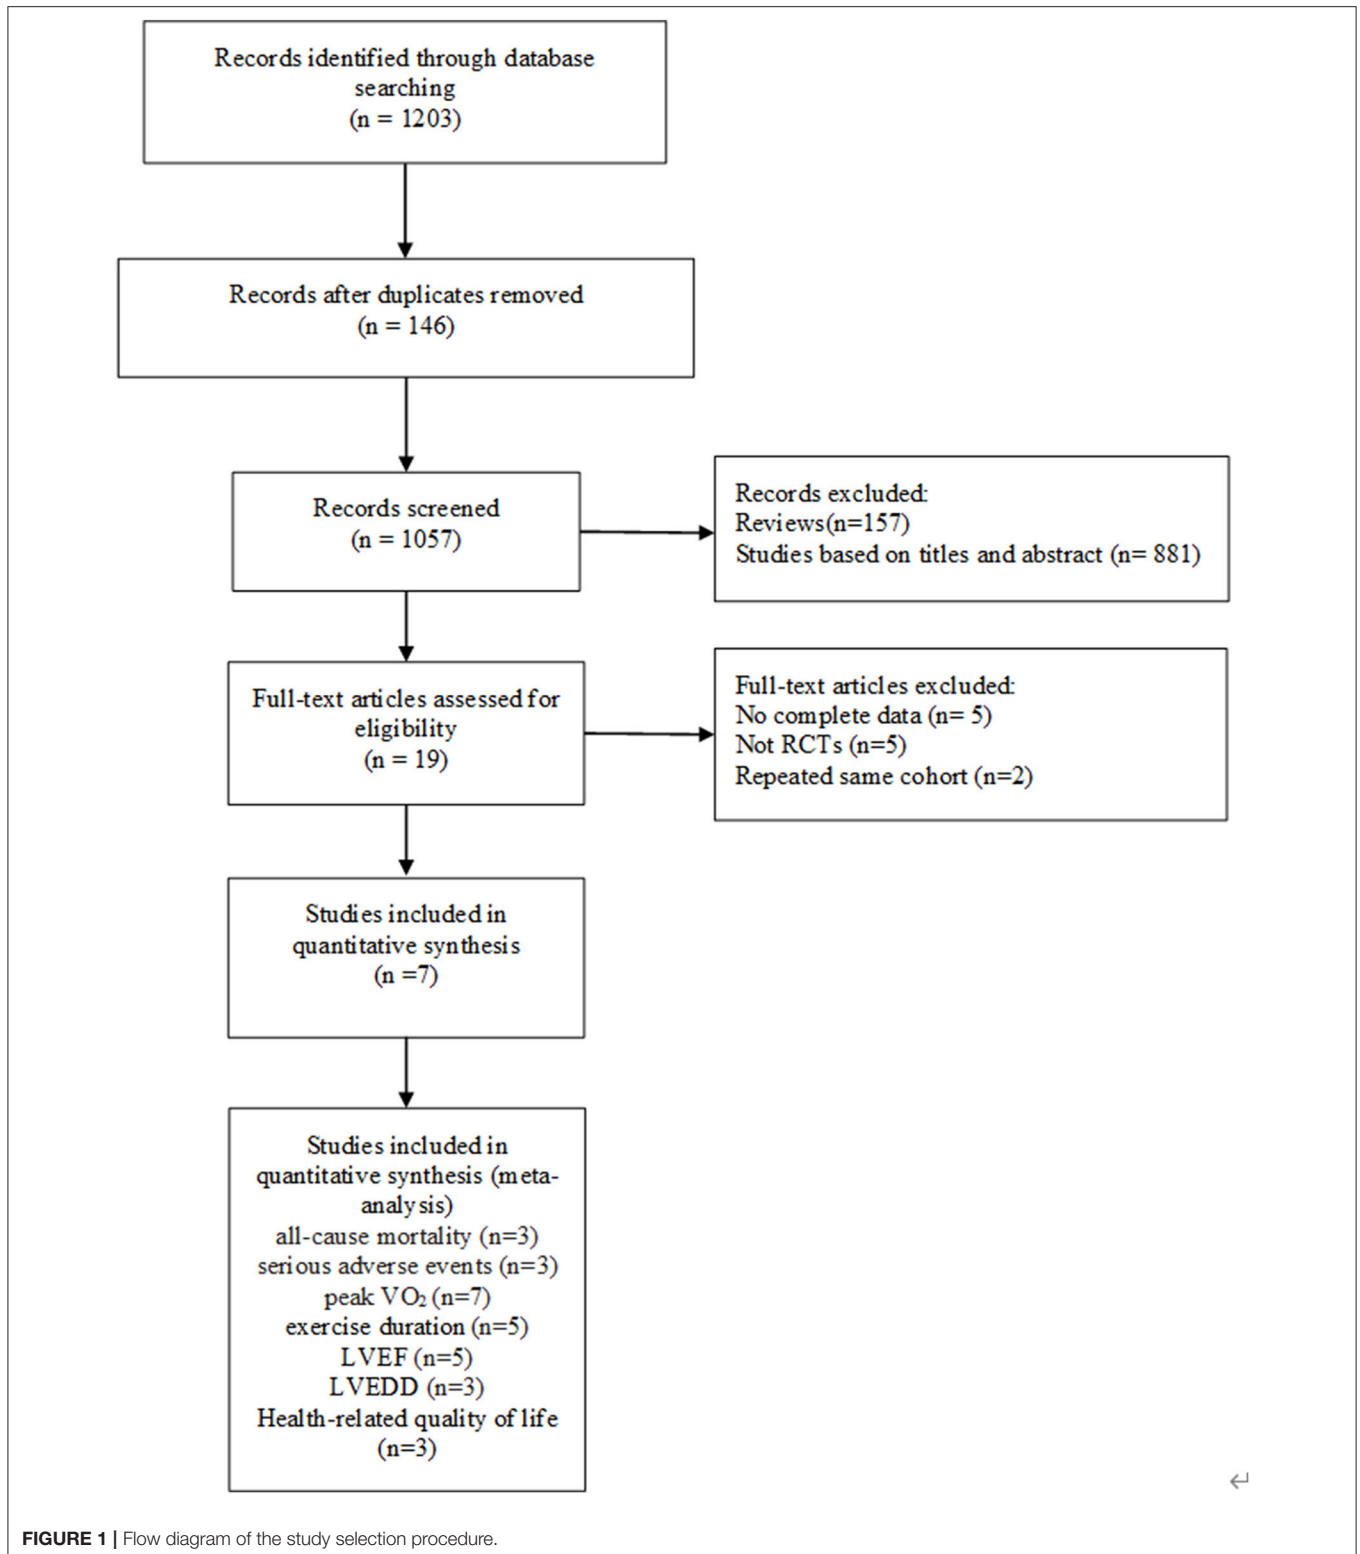 Records identified through database
searching
(n = 1203)
Records after duplicates removed
(n = 146)
Records screened
(n = 1057)
Records excluded:
Reviews(n=157)
Studies based on titles and abstract (n= 881)
Full-text articles assessed for
eligibility
(n = 19)
Full-text articles excluded:
No complete data (n= 5)
Not RCTs (n=5)
Repeated same cohort (n=2)
Studies included in
quantitative synthesis
(n =7)
Studies included in
quantitative synthesis (meta-
analysis)
all-cause mortality (n=3)
serious adverse events (n=3)
peak VO₂ (n=7)
exercise duration (n=5)
LVEF (n=5)
LVEDD (n=3)
Health-related quality of life
(n=3)
FIGURE 1 | Flow diagram of the study selection procedure.